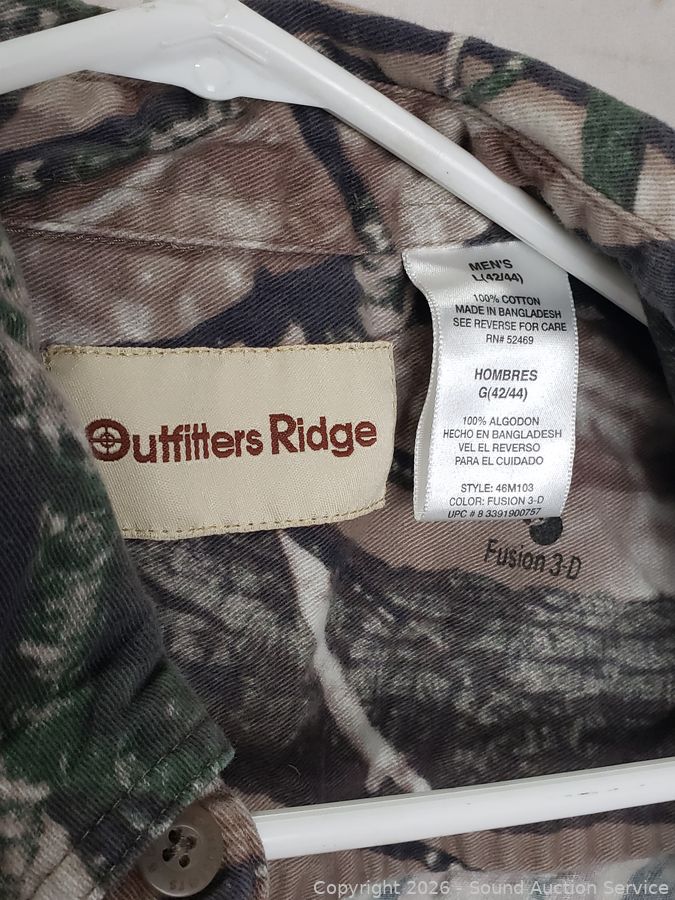 Outfitters Ridge
MEN'S
L(42/44)
100% COTTON
MADE IN BANGLADESH
SEE REVERSE FOR CARE
RN# 52469
HOMBRES
G(42/44)
100% ALGODON
HECHO EN BANGLADESH
VEL EL REVERSO
PARA EL CUIDADO
STYLE: 46M103
COLOR: FUSION 3-D
UPC # 8 3391900757
Fusion 3-D
Copyright 2026 - Sound Auction Service